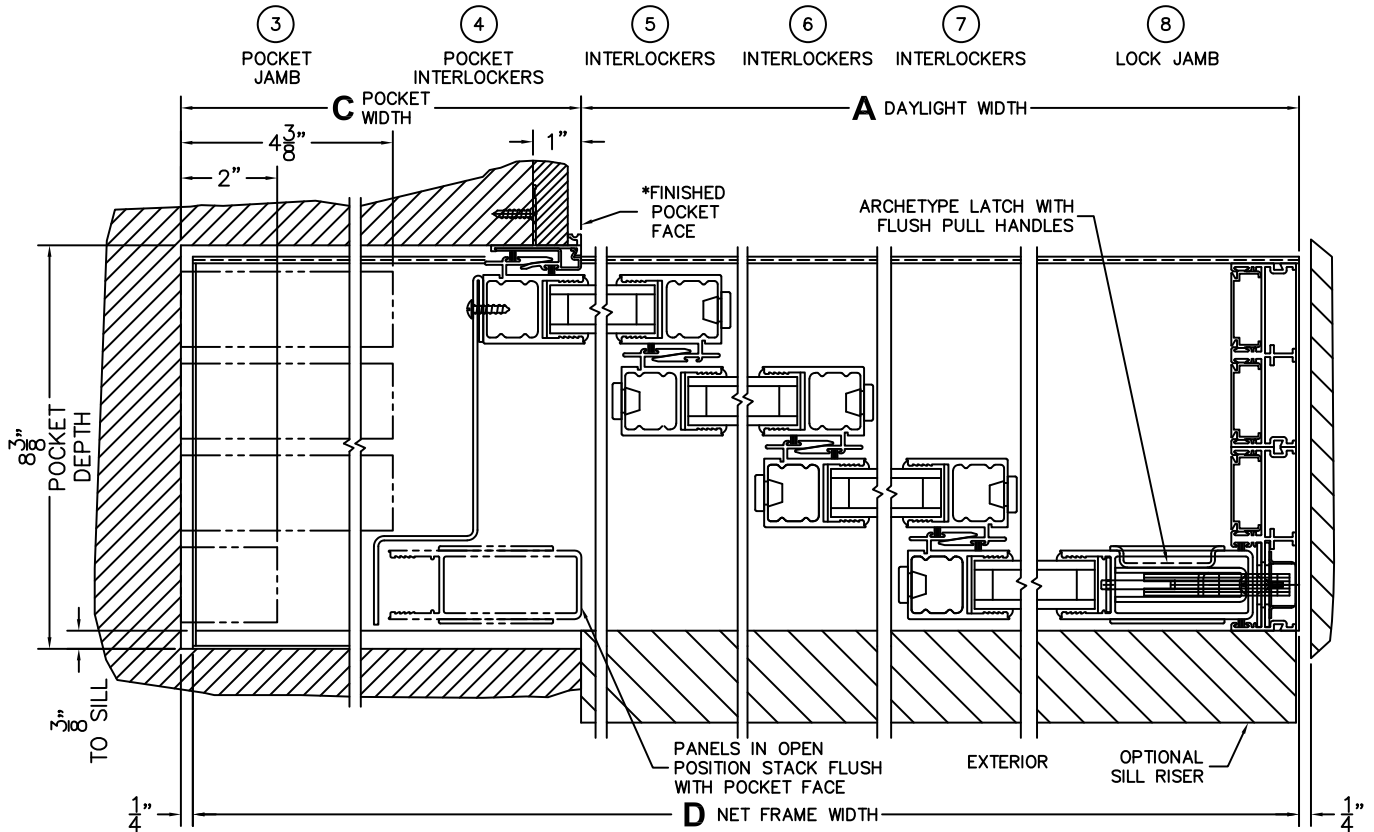 3
4
5
6
7
8
POCKET
JAMB
POCKET
INTERLOCKERS
INTERLOCKERS
INTERLOCKERS
INTERLOCKERS
LOCK JAMB
C POCKET
WIDTH
A DAYLIGHT WIDTH
4 3/8"
1"
2"
*FINISHED
POCKET
FACE
ARCHETYPE LATCH WITH
FLUSH PULL HANDLES
8 3/8"
POCKET
DEPTH
3/8"
TO SILL
PANELS IN OPEN
POSITION STACK FLUSH
WITH POCKET FACE
EXTERIOR
OPTIONAL
SILL RISER
1/4"
D NET FRAME WIDTH
1/4"